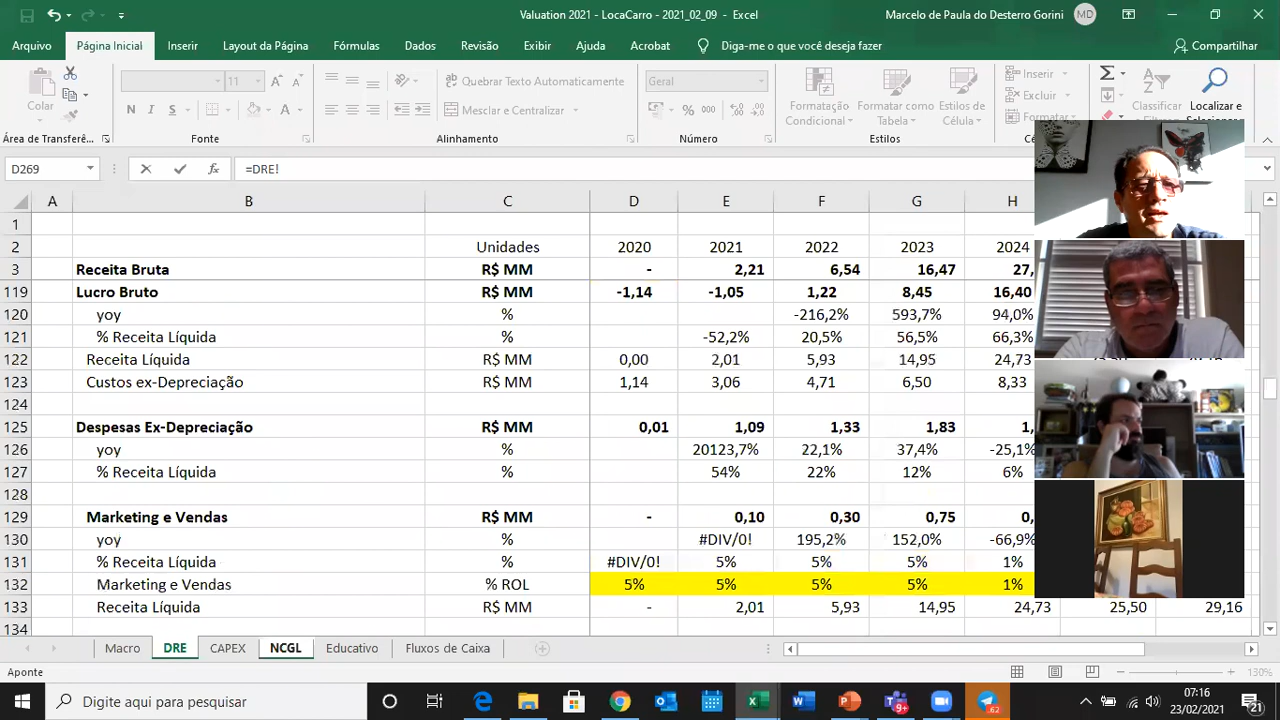 Valuation 2021 - LocaCarro - 2021_02_09 - Excel
Marcelo de Paula do Desterro Gorini MD
Arquivo Página Inicial Inserir Layout da Página Fórmulas Dados Revisão Exibir Ajuda Acrobat Diga-me o que você deseja fazer Compartilhar
Colar 11 A A Quebrar Texto Automaticamente Geral Formatação Condicional Formatar como Tabela Estilos de Célula Inserir Classificar Localizar e
N I S A Mesclar e Centralizar % 000 Excluir
Formatar Selecionar
Área de Transferê... Fonte Alinhamento Número Estilos
D269 fx =DRE!
A B C D E F G H
1
2 Unidades 2020 2021 2022 2023 2024
3 Receita Bruta R$ MM - 2,21 6,54 16,47 27,
119 Lucro Bruto R$ MM -1,14 -1,05 1,22 8,45 16,40
120 yoy % -216,2% 593,7% 94,0%
121 % Receita Líquida % -52,2% 20,5% 56,5% 66,3%
122 Receita Líquida R$ MM 0,00 2,01 5,93 14,95 24,73
123 Custos ex-Depreciação R$ MM 1,14 3,06 4,71 6,50 8,33
124
125 Despesas Ex-Depreciação R$ MM 0,01 1,09 1,33 1,83 1,
126 yoy % 20123,7% 22,1% 37,4% -25,1%
127 % Receita Líquida % 54% 22% 12% 6%
128
129 Marketing e Vendas R$ MM - 0,10 0,30 0,75 0,
130 yoy % #DIV/0! 195,2% 152,0% -66,9%
131 % Receita Líquida % #DIV/0! 5% 5% 5% 1%
132 Marketing e Vendas % ROL 5% 5% 5% 5% 1%
133 Receita Líquida R$ MM - 2,01 5,93 14,95 24,73 25,50 29,16
134
Macro DRE CAPEX NCGL Educativo Fluxos de Caixa
Aponte 130%
Digite aqui para pesquisar 9+ 62 07:16
23/02/2021 21